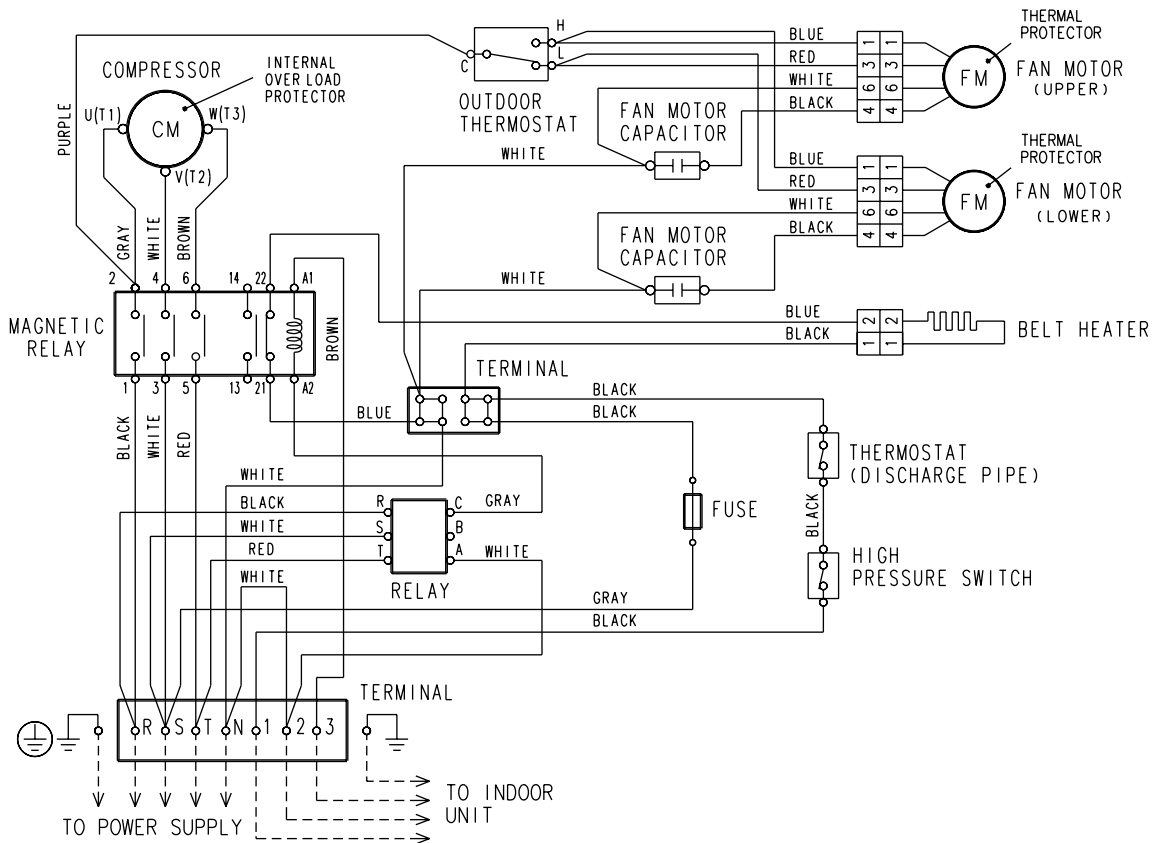 H
L
C
OUTDOOR
THERMOSTAT
COMPRESSOR
INTERNAL
OVER LOAD
PROTECTOR
U(T1)
W(T3)
CM
V(T2)
PURPLE
GRAY
WHITE
BROWN
BLUE
RED
WHITE
BLACK
1 1
3 3
6 6
4 4
FM
THERMAL
PROTECTOR
FAN MOTOR
(UPPER)
FAN MOTOR
CAPACITOR
WHITE
BLUE
RED
WHITE
BLACK
1 1
3 3
6 6
4 4
FM
THERMAL
PROTECTOR
FAN MOTOR
(LOWER)
FAN MOTOR
CAPACITOR
WHITE
2 4 6 14 22 A1
MAGNETIC
RELAY
BROWN
1 3 5 13 21 A2
BLUE
BLACK
2 2
1 1
BELT HEATER
TERMINAL
BLUE
BLACK
BLACK
BLACK
WHITE
RED
THERMOSTAT
(DISCHARGE PIPE)
BLACK
FUSE
HIGH
PRESSURE SWITCH
WHITE
BLACK
WHITE
RED
WHITE
R
S
T
C
B
A
GRAY
WHITE
RELAY
GRAY
BLACK
TERMINAL
R S T N 1 2 3
TO POWER SUPPLY
TO INDOOR
UNIT